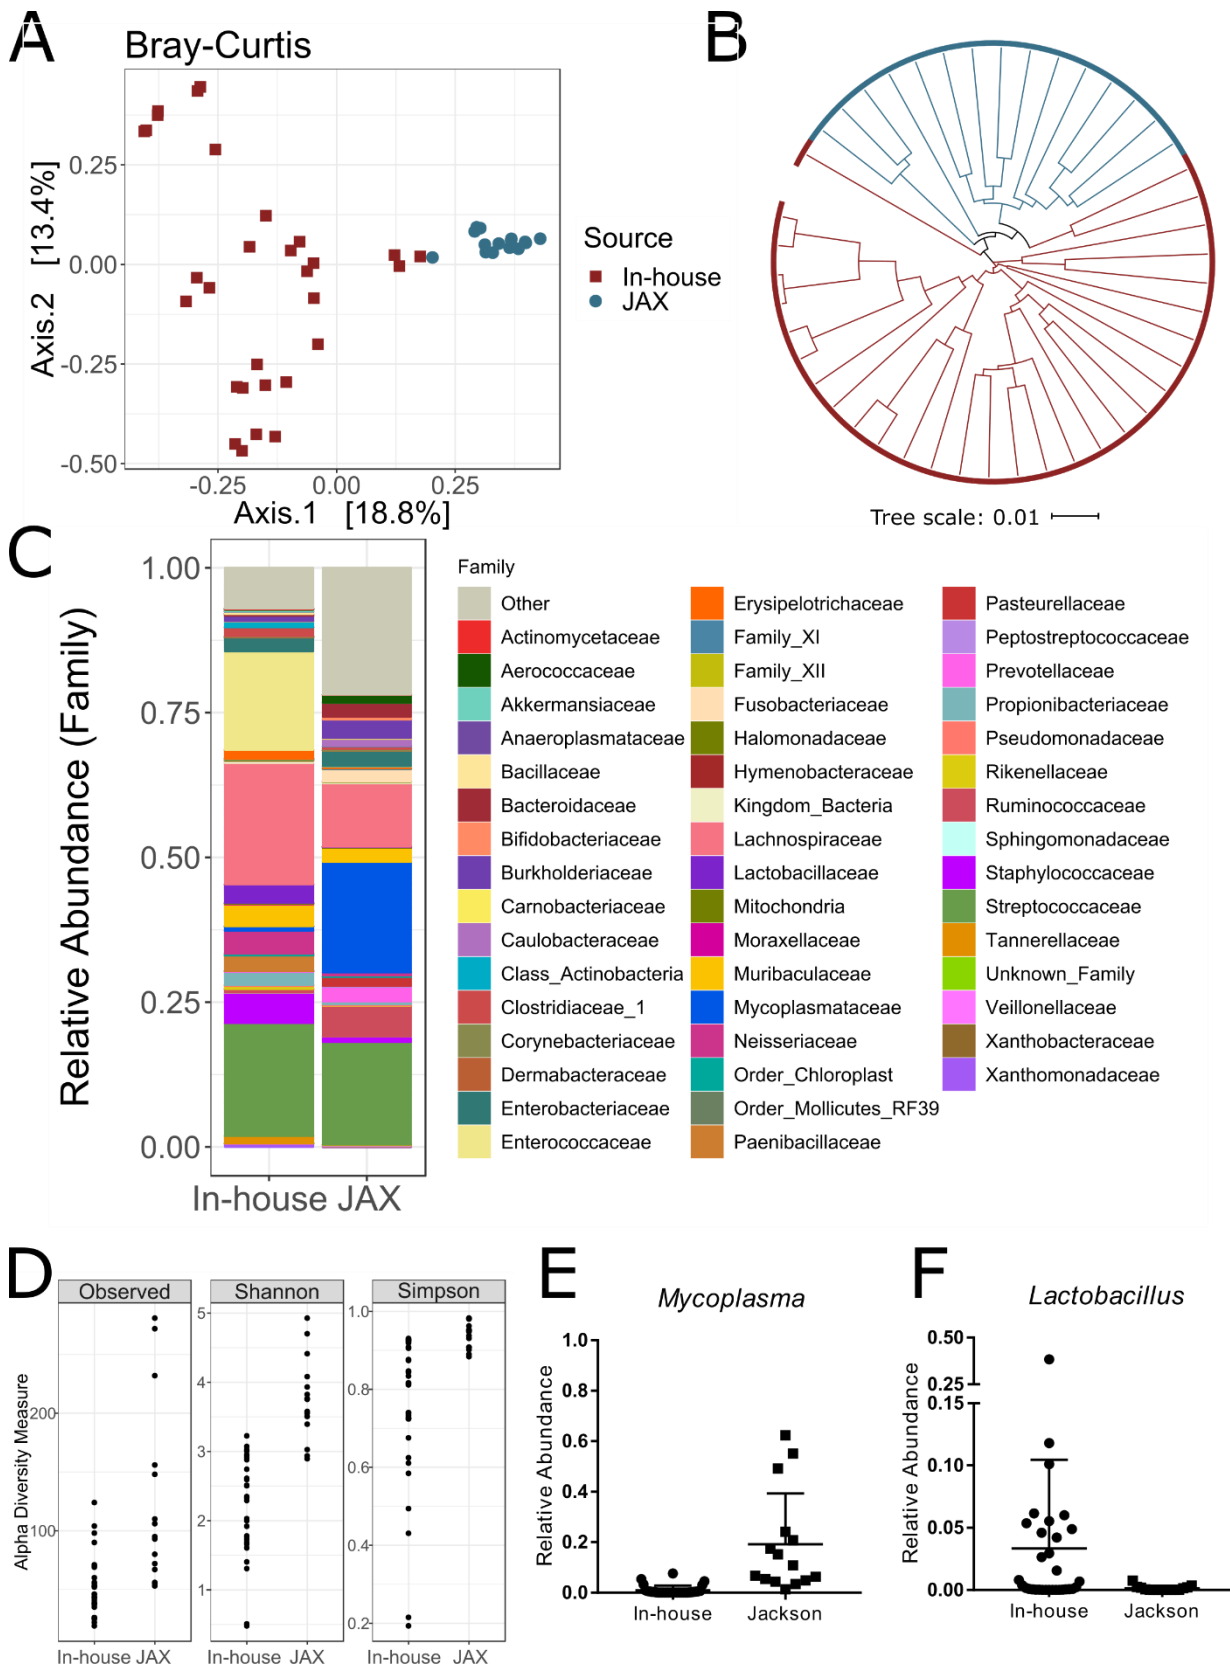 A
Bray-Curtis
Axis.2 [13.4%]
0.25
0.00
-0.25
-0.50
-0.25
0.00
0.25
Axis.1 [18.8%]
Source
In-house
JAX
B
Tree scale: 0.01
C
Relative Abundance (Family)
1.00
0.75
0.50
0.25
0.00
In-house
JAX
Family
Other
Actinomycetaceae
Aerococcaceae
Akkermansiaceae
Anaeroplasmataceae
Bacillaceae
Bacteroidaceae
Bifidobacteriaceae
Burkholderiaceae
Carnobacteriaceae
Caulobacteraceae
Class_Actinobacteria
Clostridiaceae_1
Corynebacteriaceae
Dermabacteraceae
Enterobacteriaceae
Enterococcaceae
Erysipelotrichaceae
Family_XI
Family_XII
Fusobacteriaceae
Halomonadaceae
Hymenobacteraceae
Kingdom_Bacteria
Lachnospiraceae
Lactobacillaceae
Mitochondria
Moraxellaceae
Muribaculaceae
Mycoplasmataceae
Neisseriaceae
Order_Chloroplast
Order_Mollicutes_RF39
Paenibacillaceae
Pasteurellaceae
Peptostreptococcaceae
Prevotellaceae
Propionibacteriaceae
Pseudomonadaceae
Rikenellaceae
Ruminococcaceae
Sphingomonadaceae
Staphylococcaceae
Streptococcaceae
Tannerellaceae
Unknown_Family
Veillonellaceae
Xanthobacteraceae
Xanthomonadaceae
D
Alpha Diversity Measure
Observed
200
100
In-house JAX
Shannon
5
4
3
2
1
In-house JAX
Simpson
1.0
0.8
0.6
0.4
0.2
In-house JAX
E
Mycoplasma
Relative Abundance
1.0
0.8
0.6
0.4
0.2
0.0
In-house
Jackson
F
Lactobacillus
Relative Abundance
0.50
0.25
0.15
0.10
0.05
0.00
In-house
Jackson